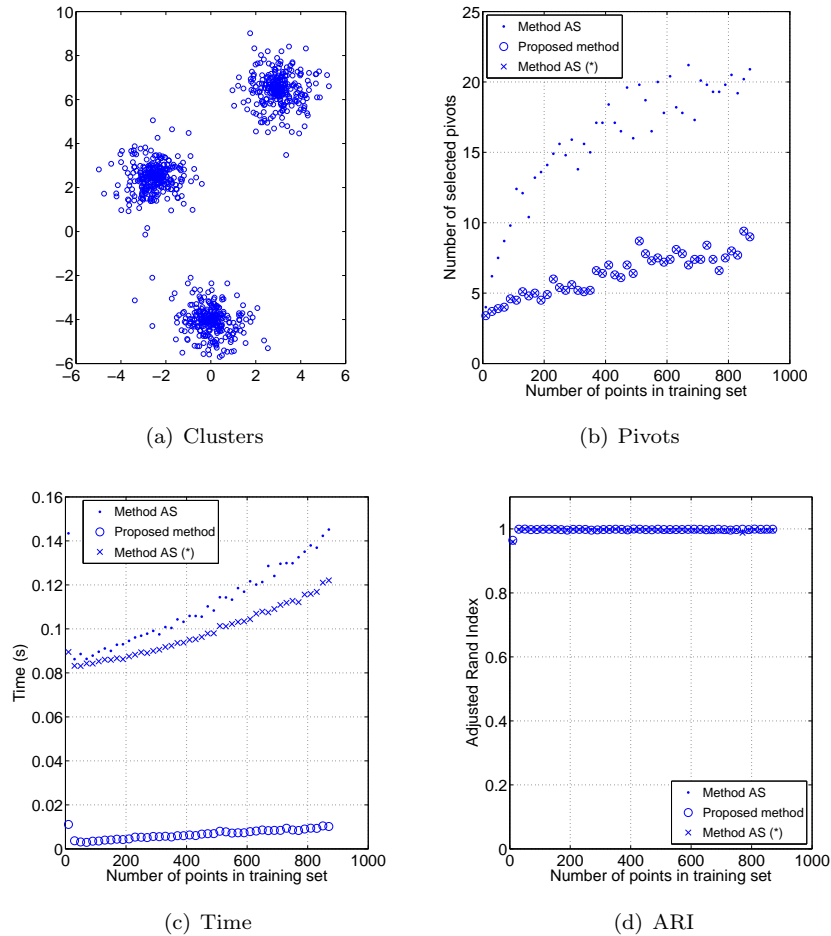 10
8
6
4
2
0
−2
−4
−6
−6 −4 −2 0 2 4 6
(a) Clusters
25
20
15
10
5
0
0 200 400 600 800 1000
Number of selected pivots
Number of points in training set
Method AS
Proposed method
Method AS (*)
(b) Pivots
0.16
0.14
0.12
0.1
0.08
0.06
0.04
0.02
0
0 200 400 600 800 1000
Time (s)
Number of points in training set
Method AS
Proposed method
Method AS (*)
(c) Time
1
0.8
0.6
0.4
0.2
0
0 200 400 600 800 1000
Adjusted Rand Index
Number of points in training set
Method AS
Proposed method
Method AS (*)
(d) ARI